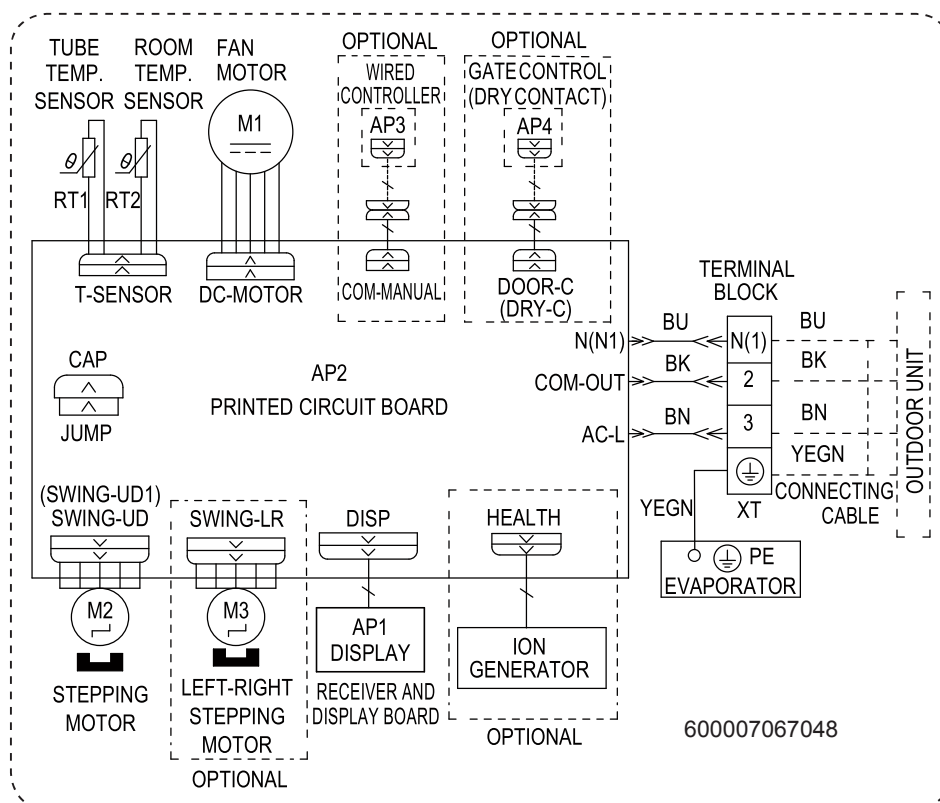 TUBE
TEMP.
SENSOR
ROOM
TEMP.
SENSOR
FAN
MOTOR
OPTIONAL
WIRED
CONTROLLER
AP3
OPTIONAL
GATE CONTROL
(DRY CONTACT)
AP4
M1
θ
RT1
θ
RT2
T-SENSOR
DC-MOTOR
COM-MANUAL
DOOR-C
(DRY-C)
TERMINAL
BLOCK
N(N1)
BU
N(1)
BU
COM-OUT
BK
2
BK
AC-L
BN
3
BN
YEGN
OUTDOOR UNIT
CAP
JUMP
AP2
PRINTED CIRCUIT BOARD
YEGN
XT
CONNECTING
CABLE
PE
EVAPORATOR
(SWING-UD1)
SWING-UD
SWING-LR
DISP
HEALTH
M2
M3
AP1
DISPLAY
ION
GENERATOR
STEPPING
MOTOR
LEFT-RIGHT
STEPPING
MOTOR
OPTIONAL
RECEIVER AND
DISPLAY BOARD
OPTIONAL
600007067048